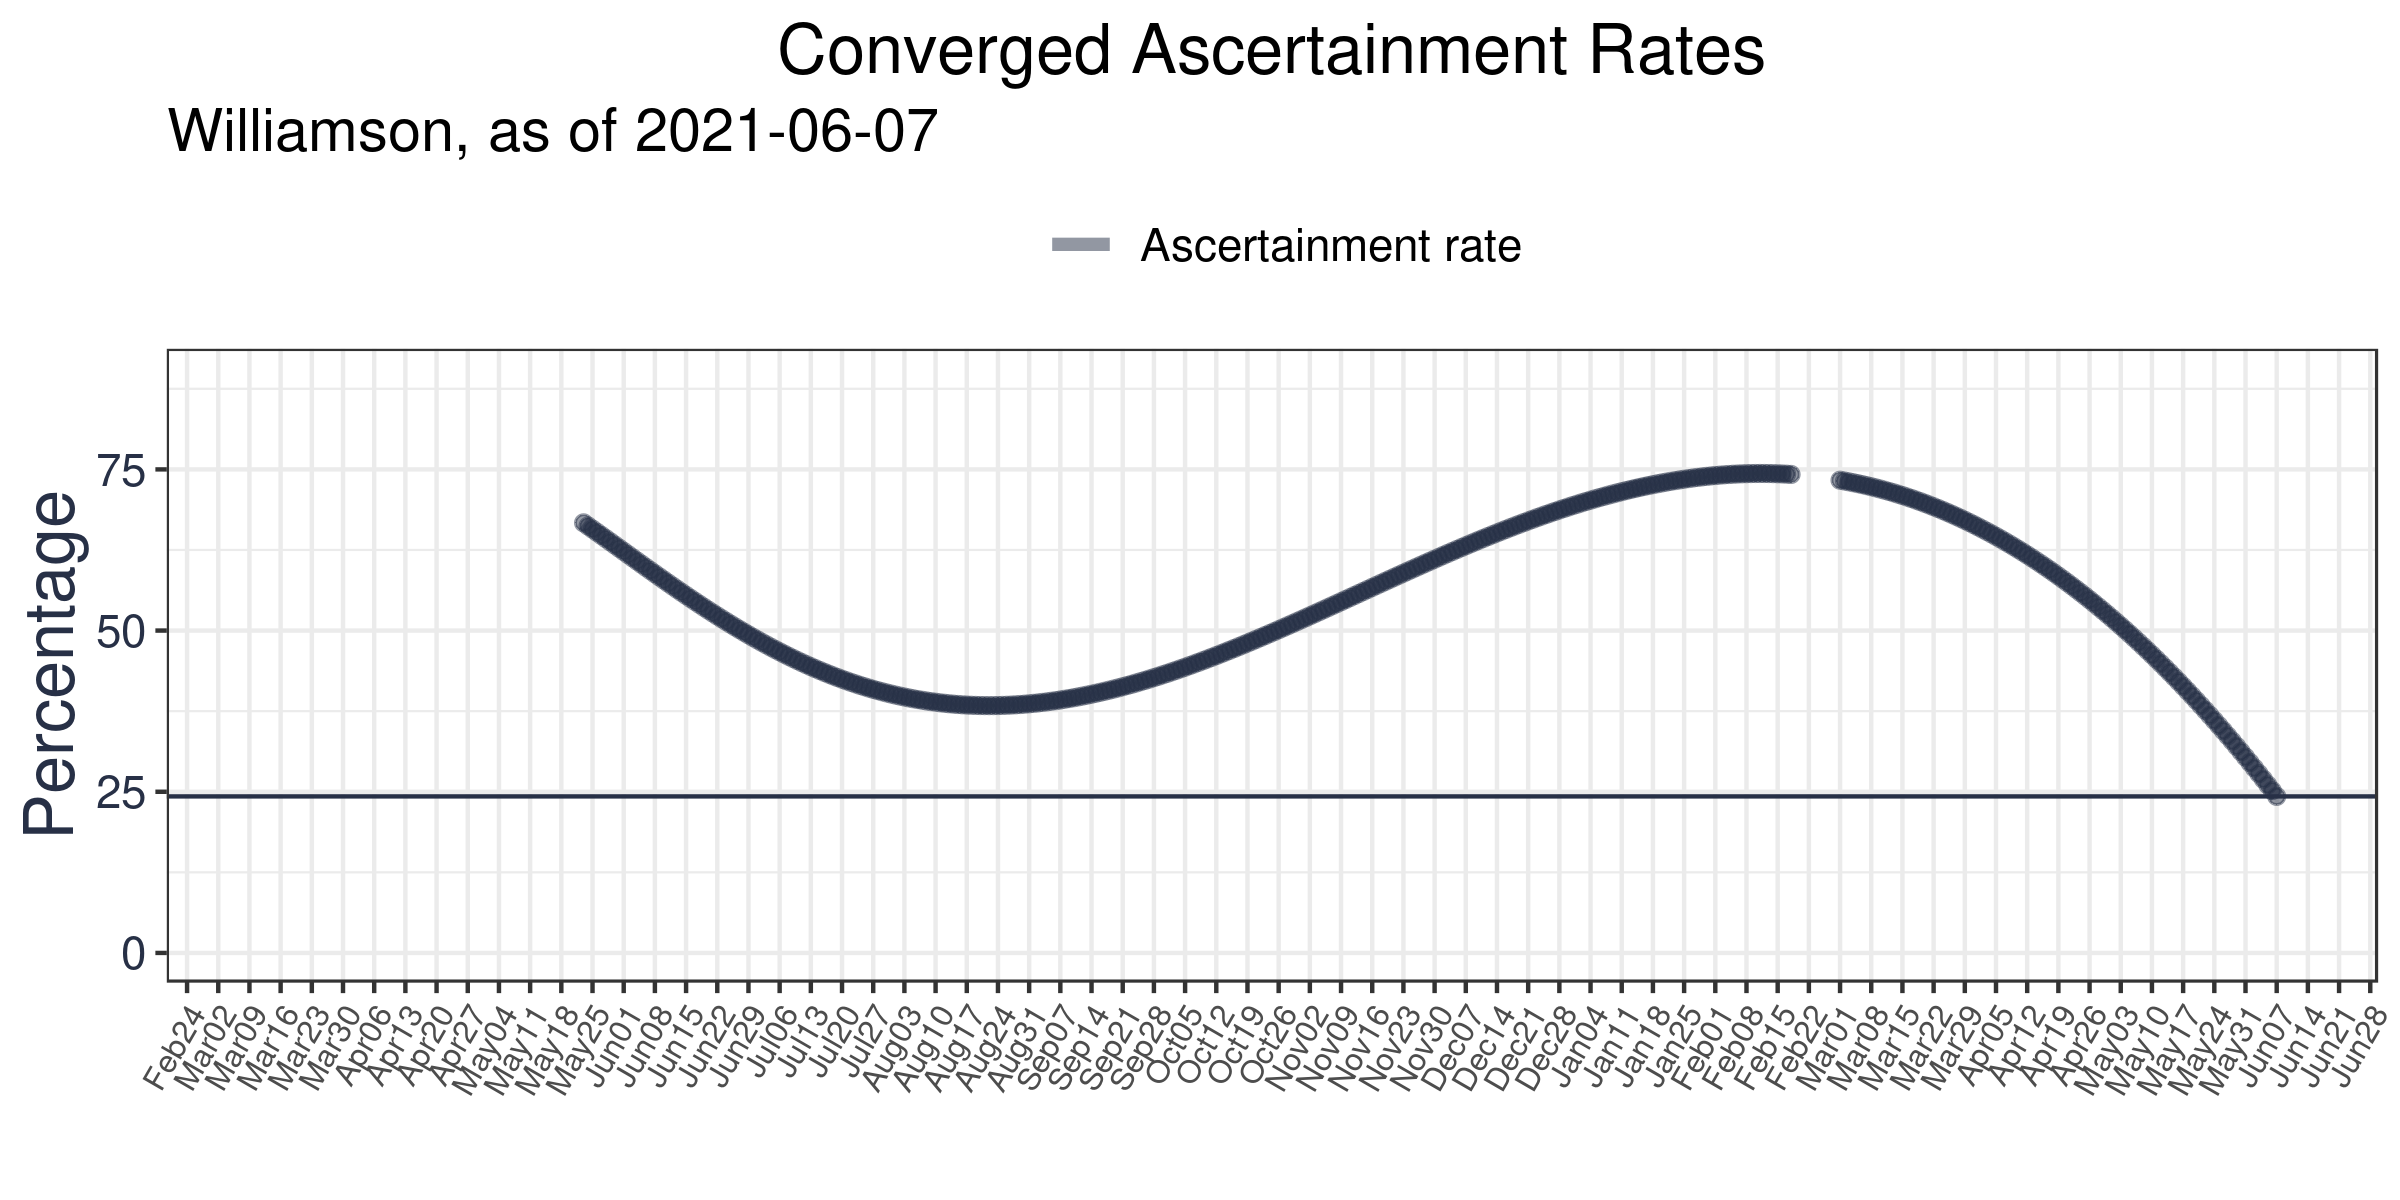 Converged Ascertainment Rates
Williamson, as of 2021-06-07
Ascertainment rate
Percentage
75
50
25
0
Feb24
Mar02
Mar09
Mar16
Mar23
Mar30
Apr06
Apr13
Apr20
Apr27
May04
May11
May18
May25
Jun01
Jun08
Jun15
Jun22
Jun29
Jul06
Jul13
Jul20
Jul27
Aug03
Aug10
Aug17
Aug24
Aug31
Sep07
Sep14
Sep21
Sep28
Oct05
Oct12
Oct19
Oct26
Nov02
Nov09
Nov16
Nov23
Nov30
Dec07
Dec14
Dec21
Dec28
Jan04
Jan11
Jan18
Jan25
Feb01
Feb08
Feb15
Feb22
Mar01
Mar08
Mar15
Mar22
Mar29
Apr05
Apr12
Apr19
Apr26
May03
May10
May17
May24
May31
Jun07
Jun14
Jun21
Jun28